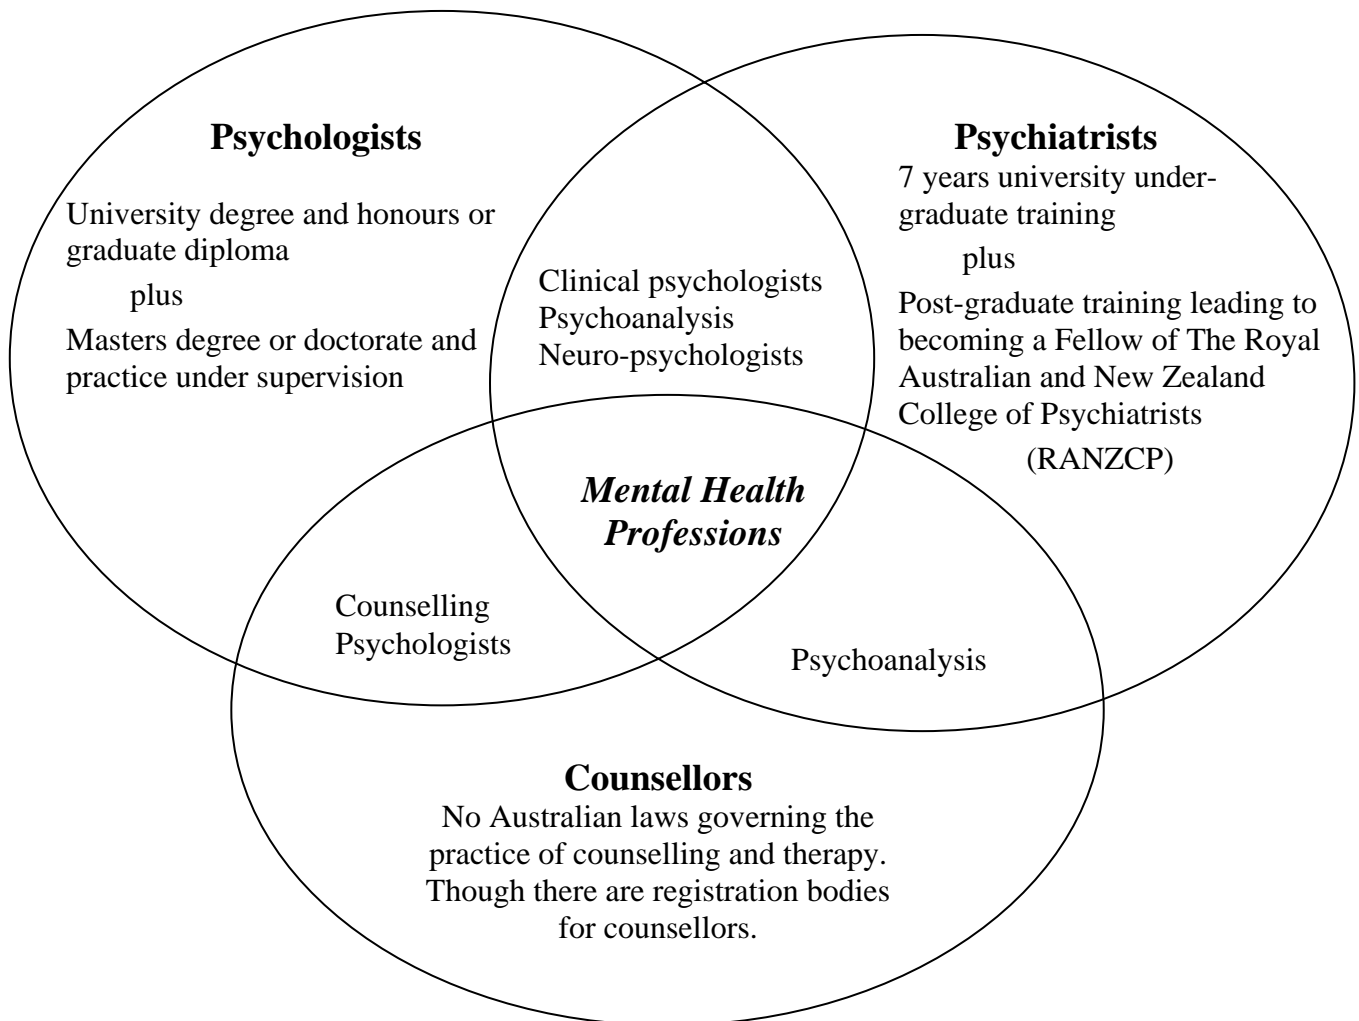 Psychologists
University degree and honours or
graduate diploma
plus
Masters degree or doctorate and
practice under supervision
Psychiatrists
7 years university under-
graduate training
plus
Post-graduate training leading to
becoming a Fellow of The Royal
Australian and New Zealand
College of Psychiatrists
(RANZCP)
Clinical psychologists
Psychoanalysis
Neuro-psychologists
Mental Health
Professions
Counselling
Psychologists
Psychoanalysis
Counsellors
No Australian laws governing the
practice of counselling and therapy.
Though there are registration bodies
for counsellors.